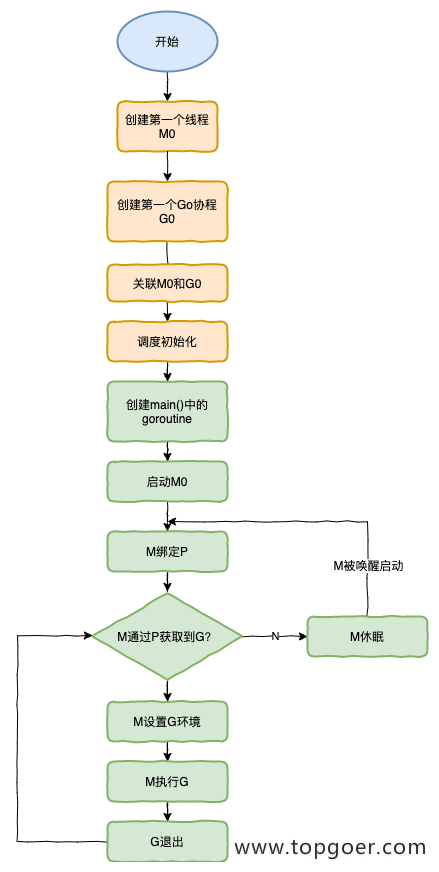 开始
创建第一个线程
M0
创建第一个Go协程
G0
关联M0和G0
调度初始化
创建main()中的
goroutine
启动M0
M绑定P
M被唤醒启动
M通过P获取到G?
N
M休眠
M设置G环境
M执行G
G退出
www.topgoer.com